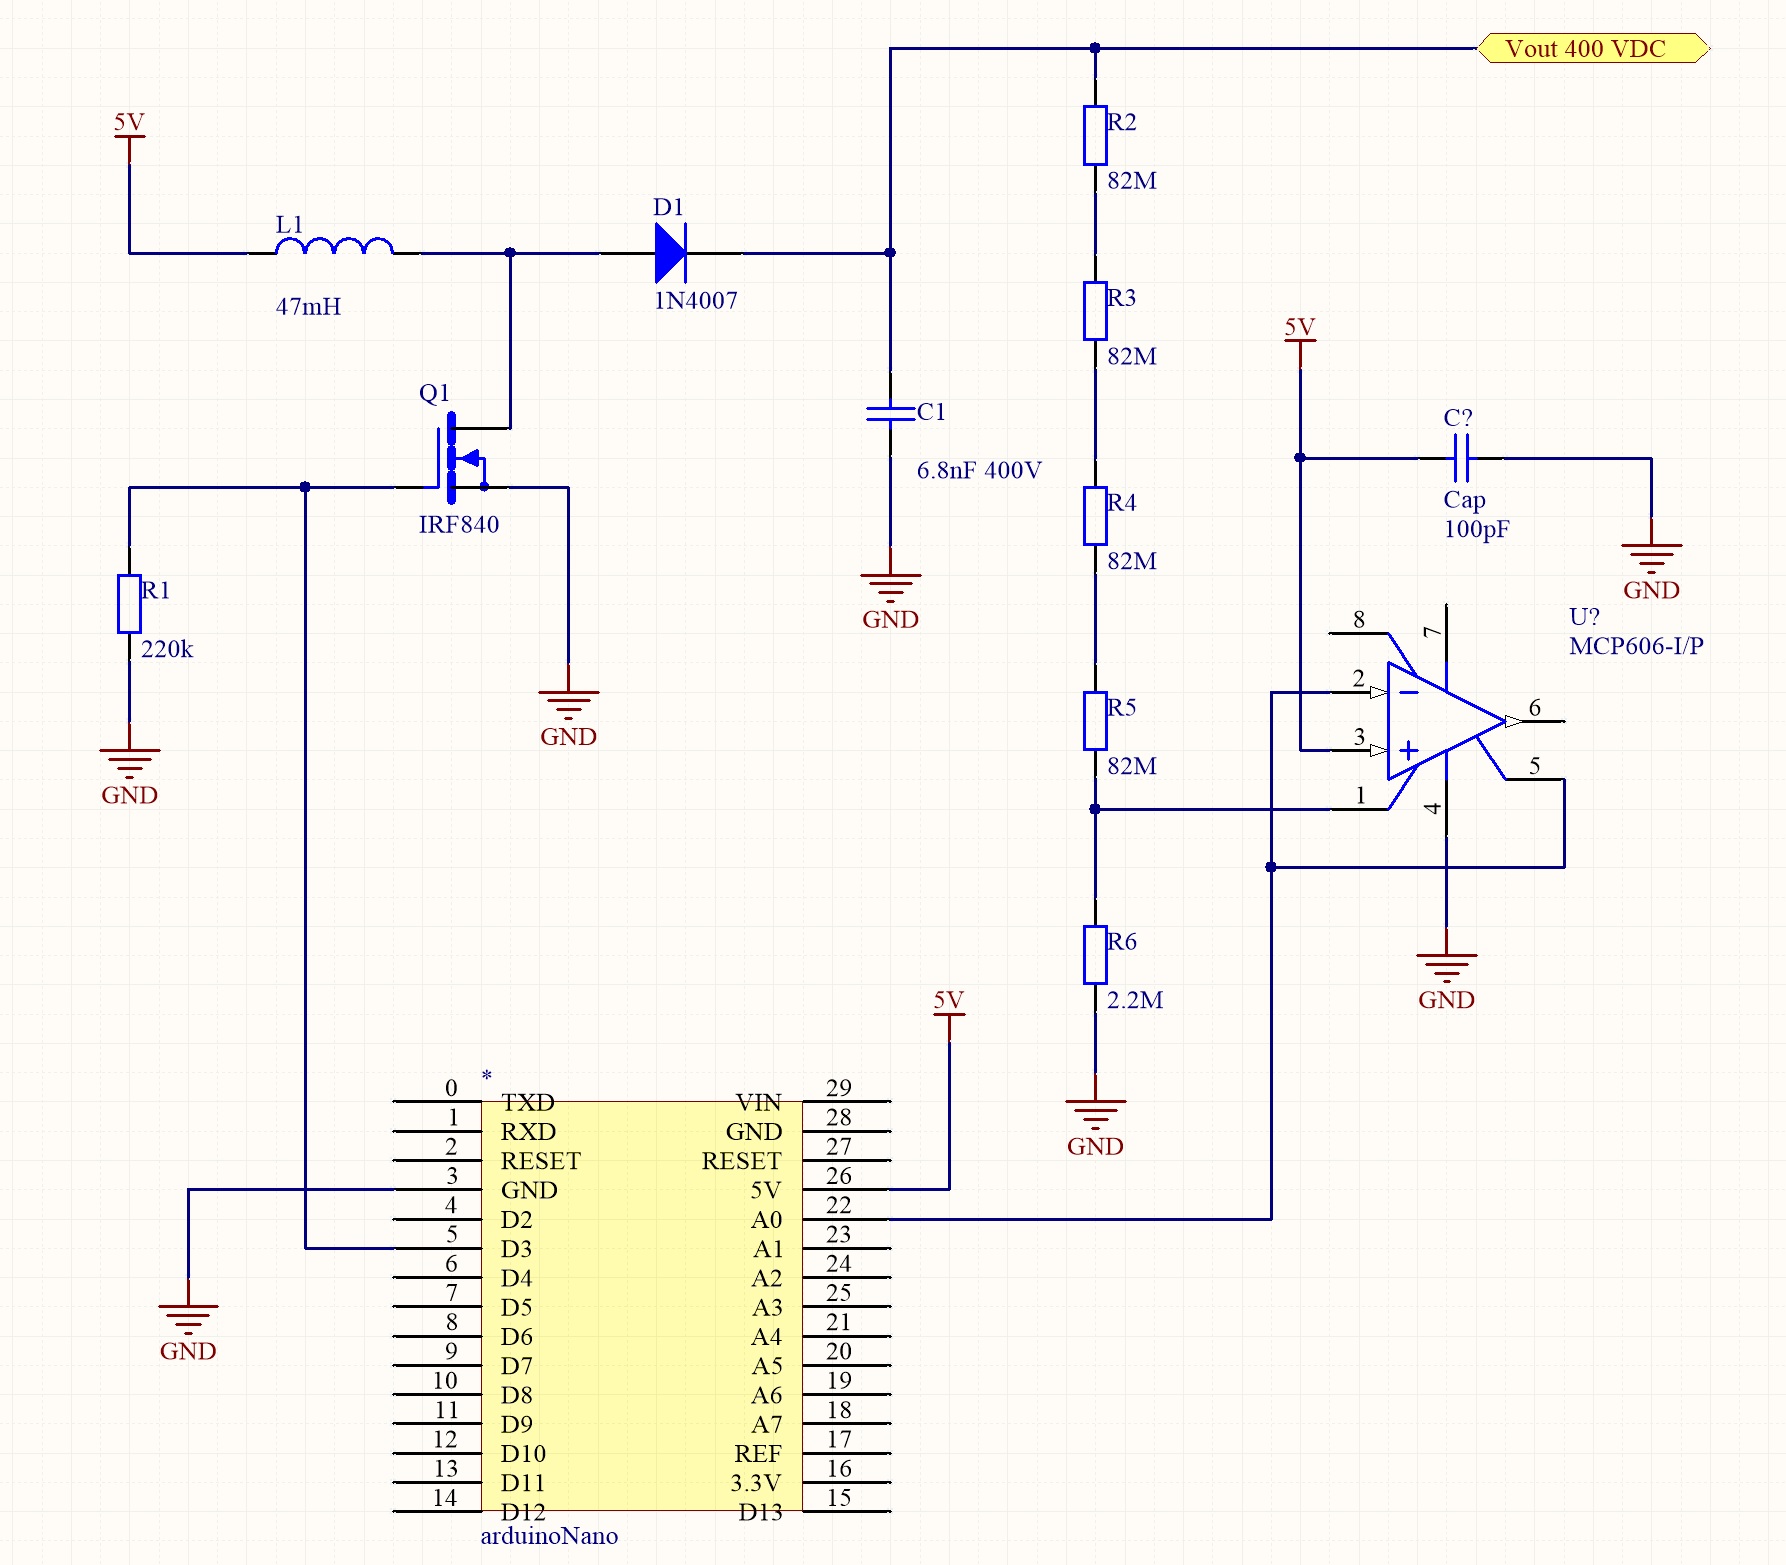 Vout 400 VDC
5V
L1
47mH
D1
1N4007
R2
82M
R3
82M
5V
Q1
IRF840
C1
6.8nF 400V
C?
Cap
100pF
GND
R4
82M
R1
220k
GND
GND
GND
U?
MCP606-I/P
8
7
2
3
1
4
6
5
R5
82M
GND
R6
2.2M
GND
5V
*
0 TXD VIN 29
1 RXD GND 28
2 RESET RESET 27
3 GND 5V 26
4 D2 A0 22
5 D3 A1 23
6 D4 A2 24
7 D5 A3 25
8 D6 A4 21
9 D7 A5 20
10 D8 A6 19
11 D9 A7 18
12 D10 REF 17
13 D11 3.3V 16
14 D12 D13 15
arduinoNano
GND